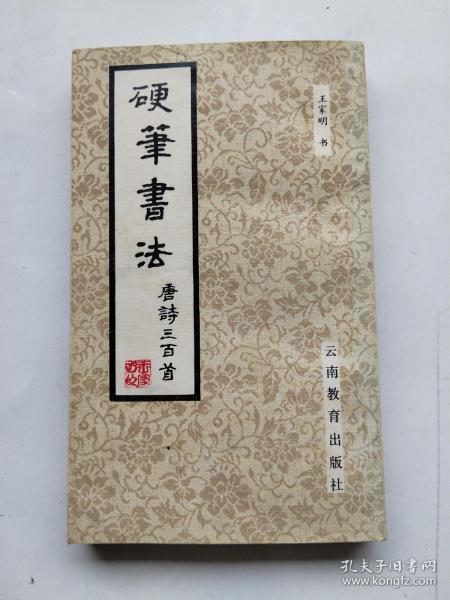 硬筆書法
唐詩三百首
王家明 书
云南教育出版社
孔夫子旧书网
www.kongfz.com